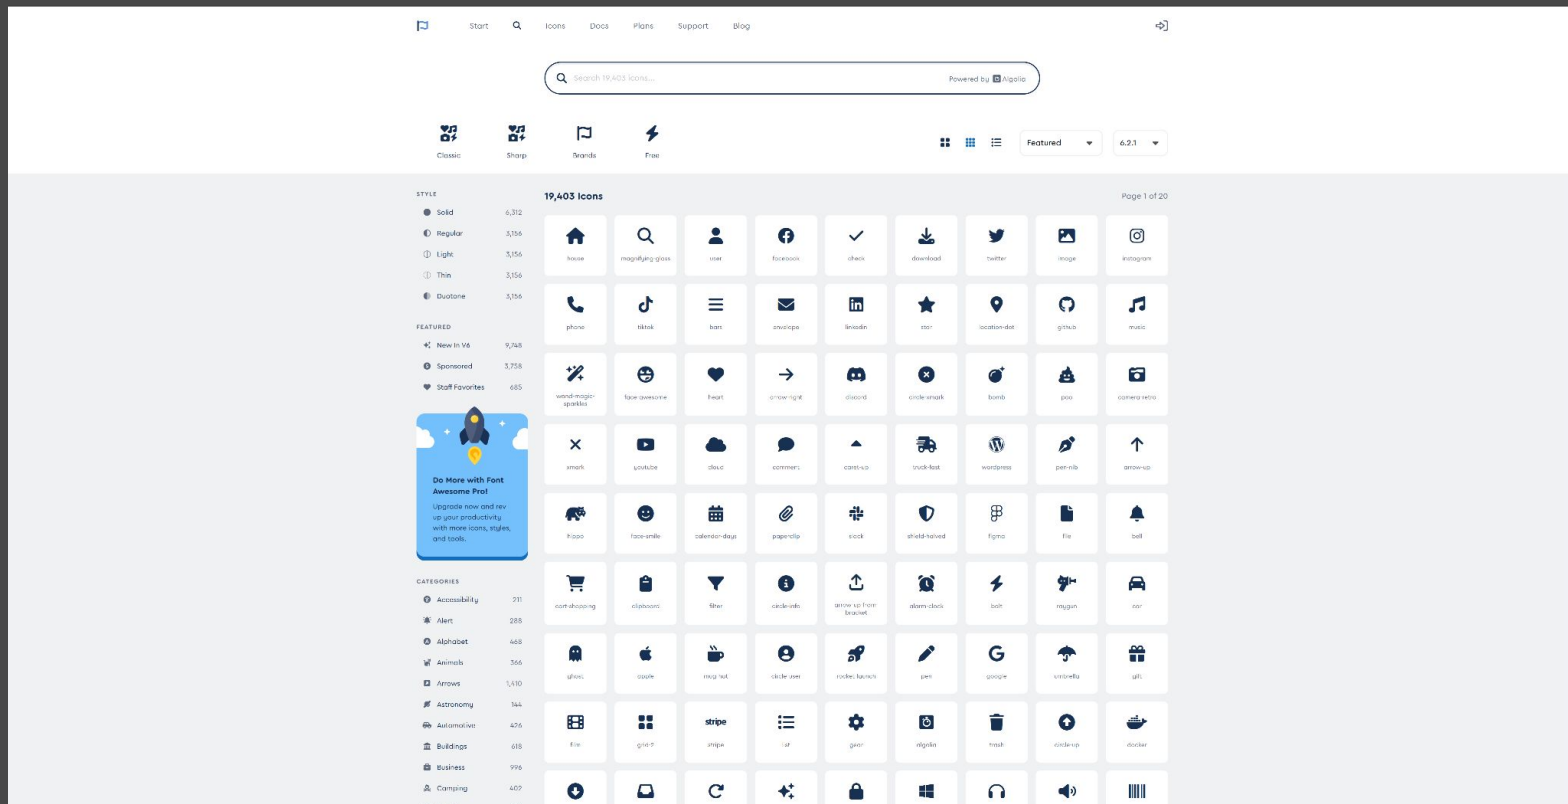 Start
Icons
Docs
Plans
Support
Blog
Search 19,403 icons...
Powered by Algolia
Classic
Sharp
Brands
Free
Featured
6.2.1
STYLE
Solid 6,312
Regular 3,156
Light 3,156
Thin 3,156
Duotone 3,156
FEATURED
New in V6 9,748
Sponsored 3,758
Staff Favorites 685
Do More with Font
Awesome Pro!
Upgrade now and rev
up your productivity
with more icons, styles,
and tools.
CATEGORIES
Accessibility 211
Alert 288
Alphabet 468
Animals 366
Arrows 1,410
Astronomy 144
Automotive 426
Buildings 618
Business 996
Camping 402
19,403 Icons
Page 1 of 20
house
magnifying-glass
user
facebook
check
download
twitter
image
instagram
phone
tiktok
bars
envelope
linkedin
star
location-dot
github
music
wand-magic-
sparkles
face-awesome
heart
arrow-right
discord
circle-xmark
bomb
poo
camera-retro
xmark
youtube
cloud
comment
caret-up
truck-fast
wordpress
pen-nib
arrow-up
hippo
face-smile
calendar-days
paperclip
slack
shield-halved
figma
file
bell
cart-shopping
clipboard
filter
circle-info
arrow-up-from-
bracket
alarm-clock
bolt
raygun
car
ghost
apple
mug-hot
circle-user
rocket-launch
pen
google
umbrella
gift
film
grid-2
stripe
stripe
list
gear
algolia
trash
circle-up
docker